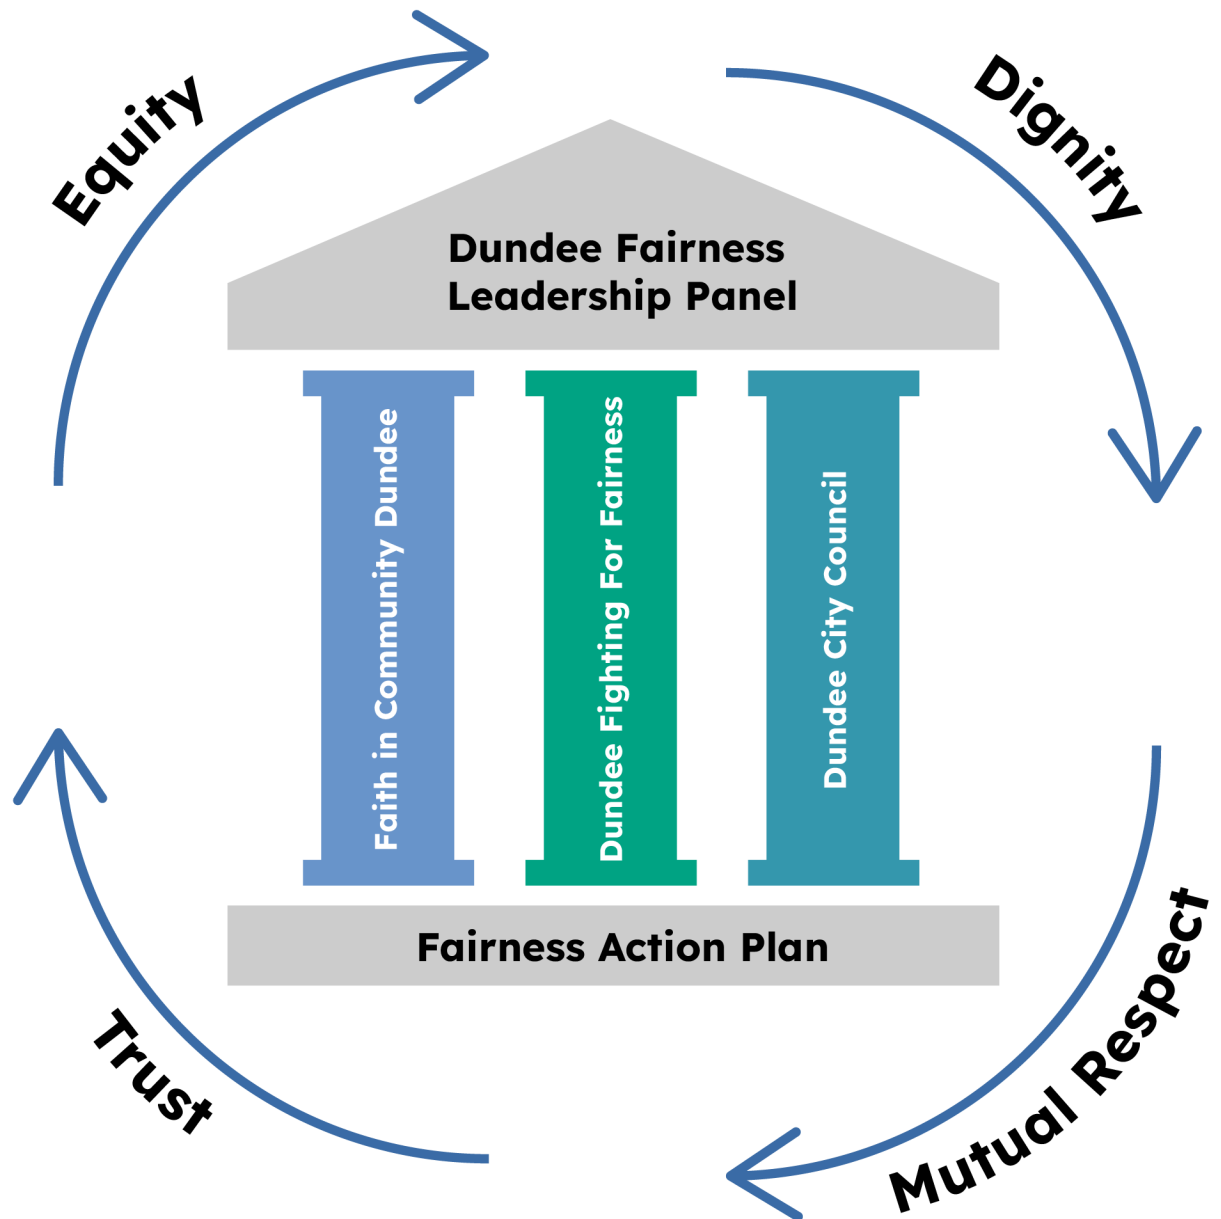 Equity
Dignity
Dundee Fairness
Leadership Panel
Faith in Community Dundee
Dundee Fighting For Fairness
Dundee City Council
Fairness Action Plan
Trust
Mutual Respect